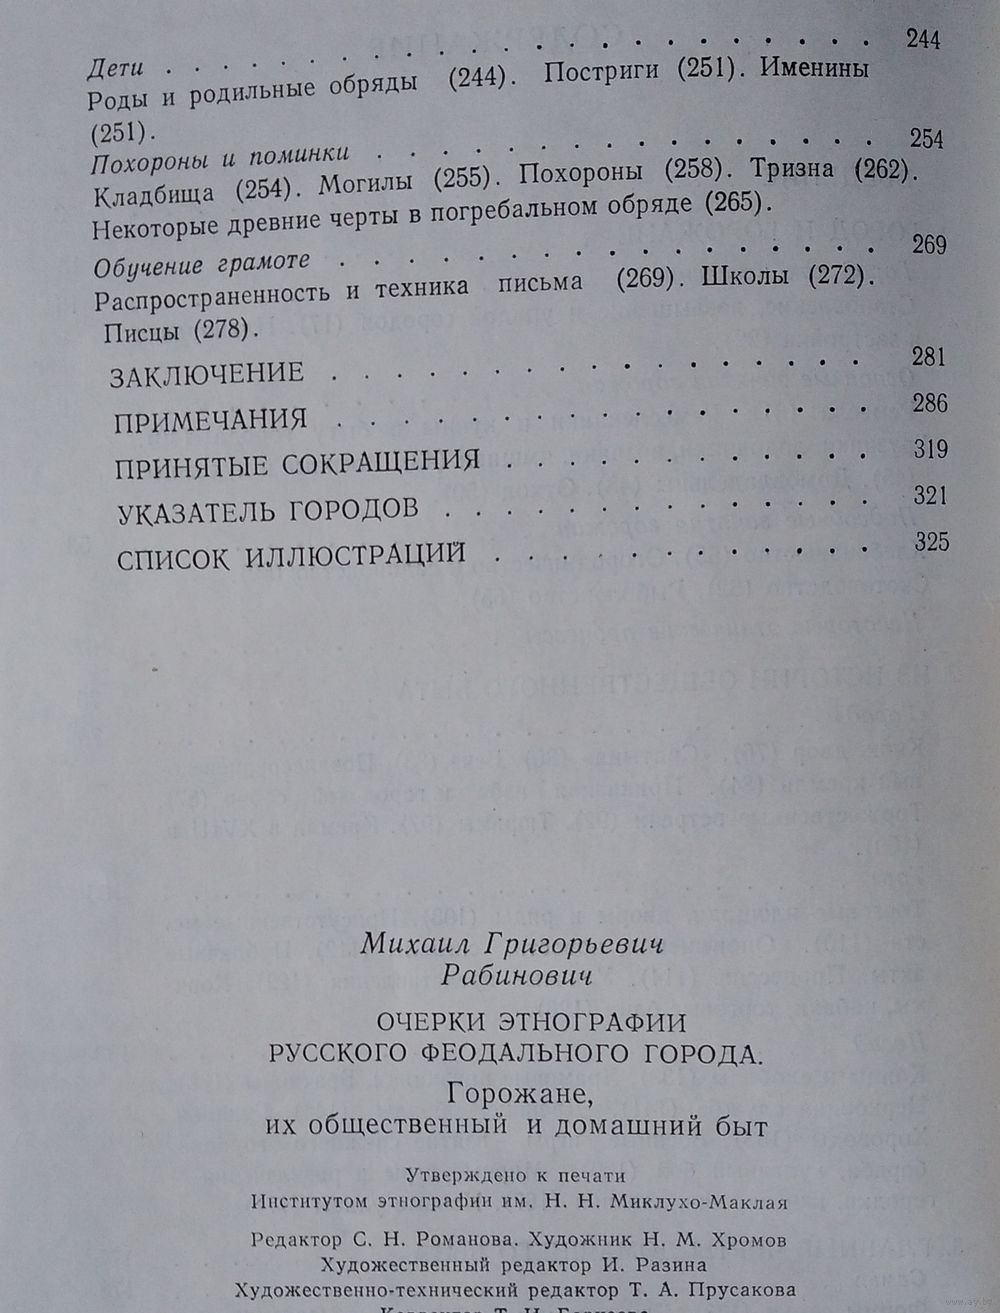 Дети . . . . . . . . . . . . . . . . . . 244
Роды и родильные обряды (244). Постриги (251). Именины
(251).
Похороны и поминки . . . . . . . . . . . . . 254
Кладбища (254). Могилы (255). Похороны (258). Тризна (262).
Некоторые древние черты в погребальном обряде (265).
Обучение грамоте . . . . . . . . . . . . . . 269
Распространенность и техника письма (269). Школы (272).
Писцы (278).
ЗАКЛЮЧЕНИЕ . . . . . . . . . . . . . . 281
ПРИМЕЧАНИЯ . . . . . . . . . . . . . . 286
ПРИНЯТЫЕ СОКРАЩЕНИЯ . . . . . . . . . 319
УКАЗАТЕЛЬ ГОРОДОВ . . . . . . . . . . . 321
СПИСОК ИЛЛЮСТРАЦИЙ . . . . . . . . . . 325
Михаил Григорьевич
Рабинович
ОЧЕРКИ ЭТНОГРАФИИ
РУССКОГО ФЕОДАЛЬНОГО ГОРОДА.
Горожане,
их общественный и домашний быт
Утверждено к печати
Институтом этнографии им. Н. Н. Миклухо-Маклая
Редактор С. Н. Романова. Художник Н. М. Хромов
Художественный редактор И. Разина
Художественно-технический редактор Т. А. Прусакова